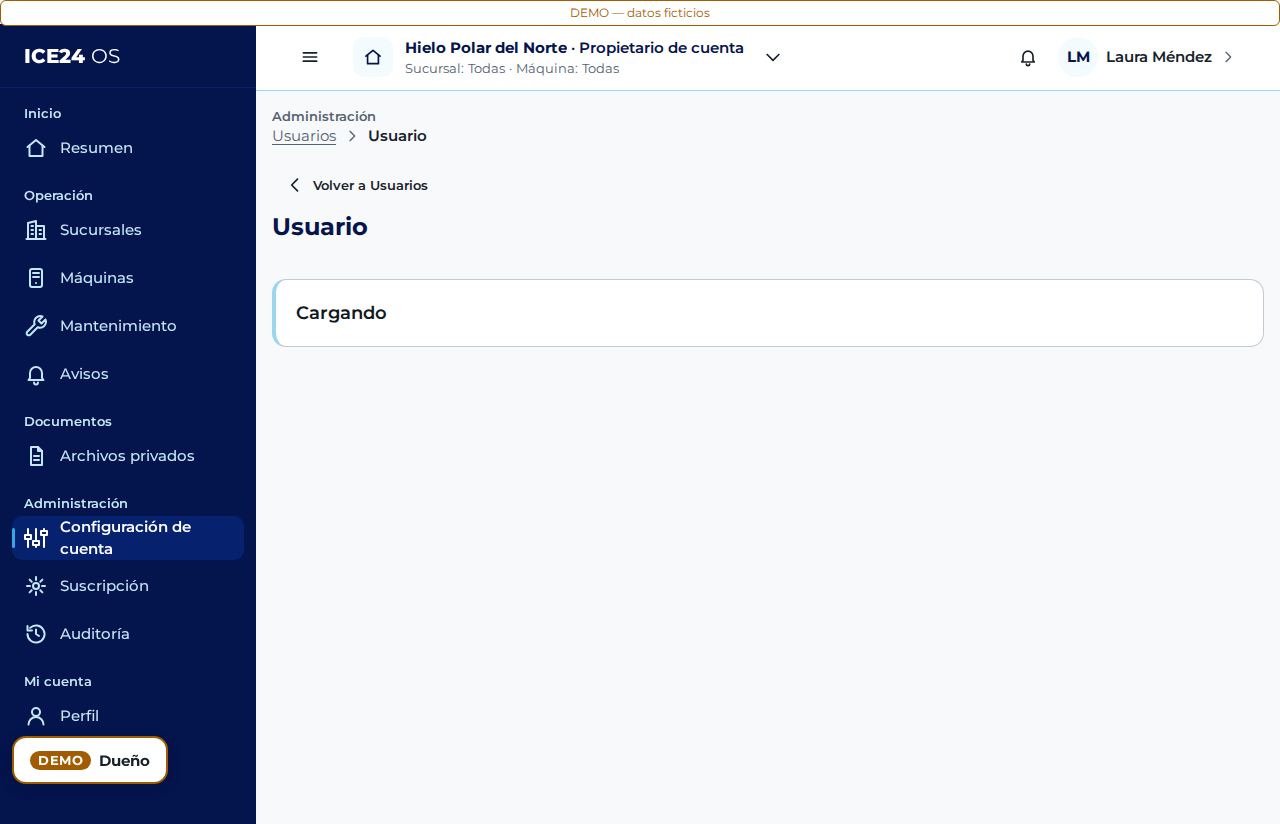 DEMO — datos ficticios
ICE24 OS
Inicio
Resumen
Operación
Sucursales
Máquinas
Mantenimiento
Avisos
Documentos
Archivos privados
Administración
Configuración de
cuenta
Suscripción
Auditoría
Mi cuenta
Perfil
DEMO Dueño
Hielo Polar del Norte · Propietario de cuenta
Sucursal: Todas · Máquina: Todas
LM Laura Méndez
Administración
Usuarios Usuario
Volver a Usuarios
Usuario
Cargando